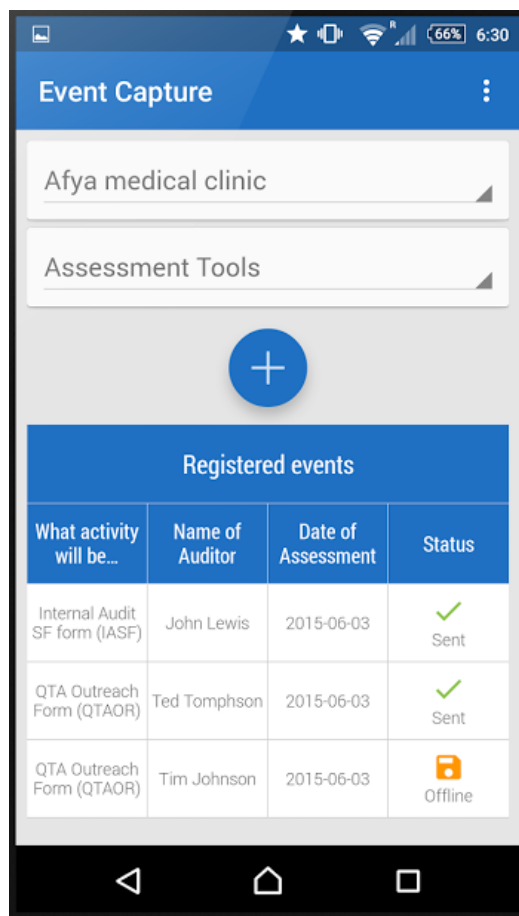 R
66% 6:30
Event Capture
Afya medical clinic
Assessment Tools
Registered events
What activity will be... Name of Auditor Date of Assessment Status
Internal Audit SF form (IASF) John Lewis 2015-06-03 Sent
QTA Outreach Form (QTAOR) Ted Tomphson 2015-06-03 Sent
QTA Outreach Form (QTAOR) Tim Johnson 2015-06-03 Offline